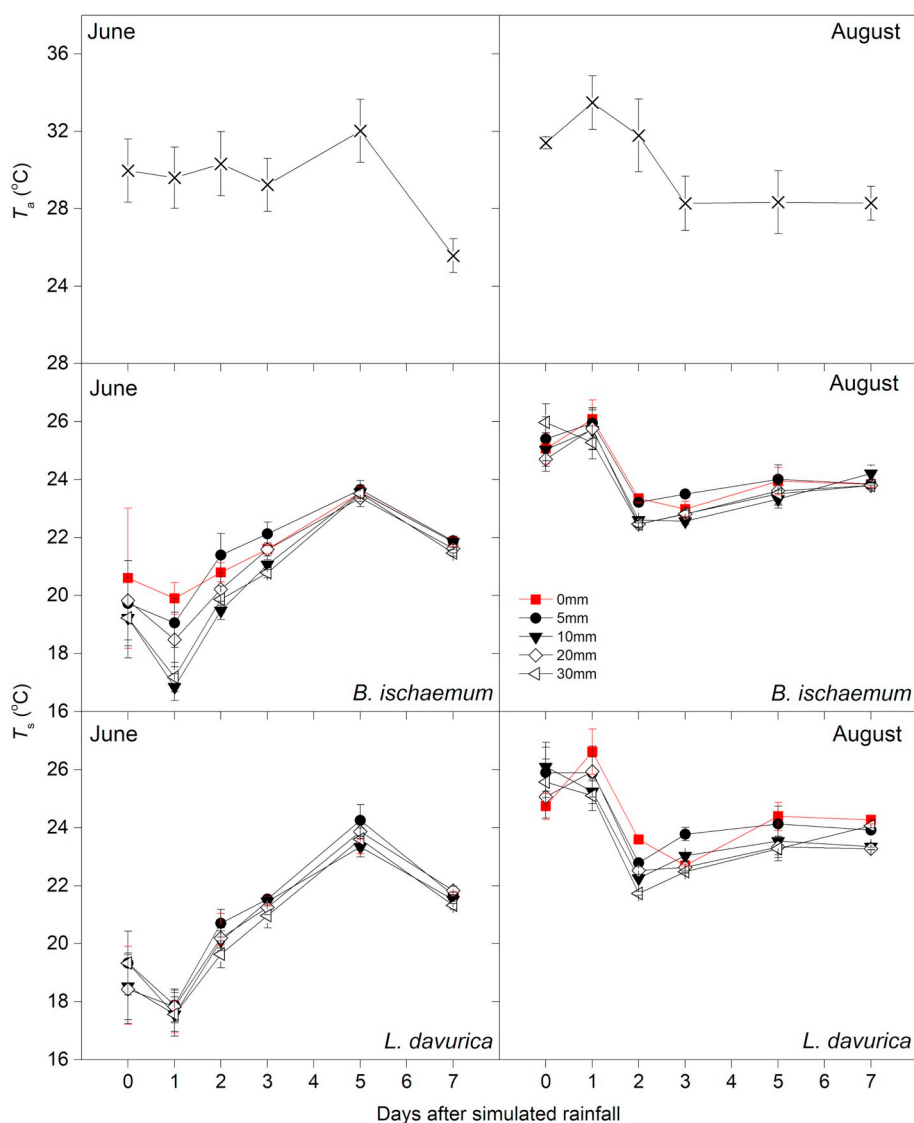 June
August
36
32
28
24
28
T a (°C)
June
August
26
24
22
20
18
16
0mm
5mm
10mm
20mm
30mm
B. ischaemum
B. ischaemum
T s (°C)
June
August
26
24
22
20
18
16
L. davurica
L. davurica
0 1 2 3 4 5 6 7
0 1 2 3 4 5 6 7
Days after simulated rainfall